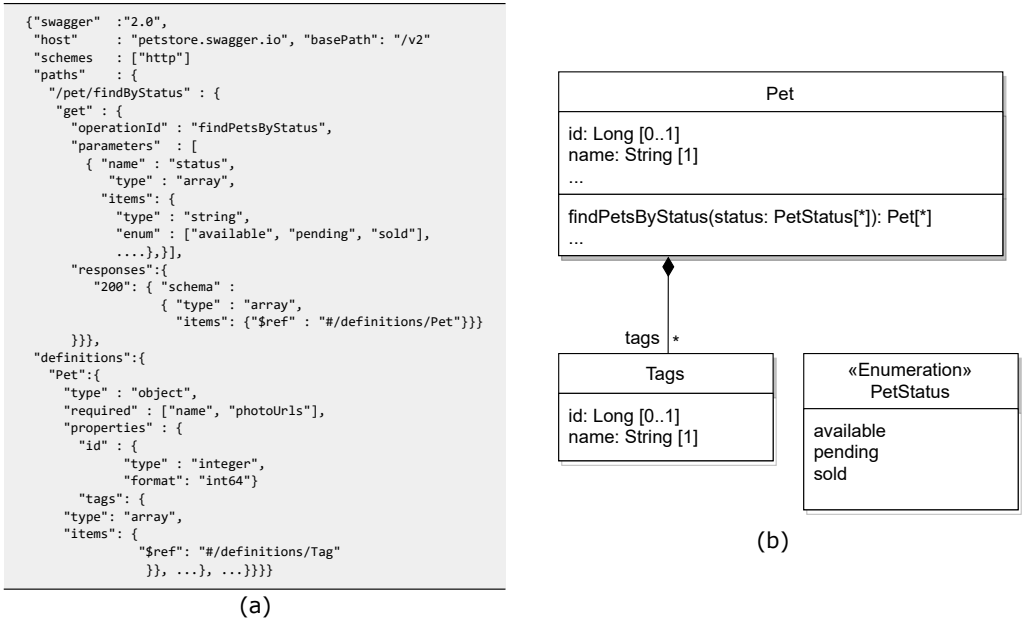 {"swagger"  :"2.0",
"host"     : "petstore.swagger.io", "basePath": "/v2"
"schemes   : ["http"]
"paths"    : {
"/pet/findByStatus" : {
"get" : {
"operationId" : "findPetsByStatus",
"parameters"  : [
{ "name" : "status",
"type" : "array",
"items": {
"type" : "string",
"enum" : ["available", "pending", "sold"],
....},}],
"responses":{
"200": { "schema" :
{ "type" : "array",
"items": {"$ref" : "#/definitions/Pet"}}}
}}},
"definitions":{
"Pet":{
"type" : "object",
"required" : ["name", "photoUrls"],
"properties" : {
"id" : {
"type" : "integer",
"format": "int64"}
"tags": {
"type": "array",
"items": {
"$ref": "#/definitions/Tag"
}}, ...}, ...}}}}
(a)
Pet
id: Long [0..1]
name: String [1]
...
findPetsByStatus(status: PetStatus[*]): Pet[*]
...
tags *
Tags
id: Long [0..1]
name: String [1]
«Enumeration»
PetStatus
available
pending
sold
(b)